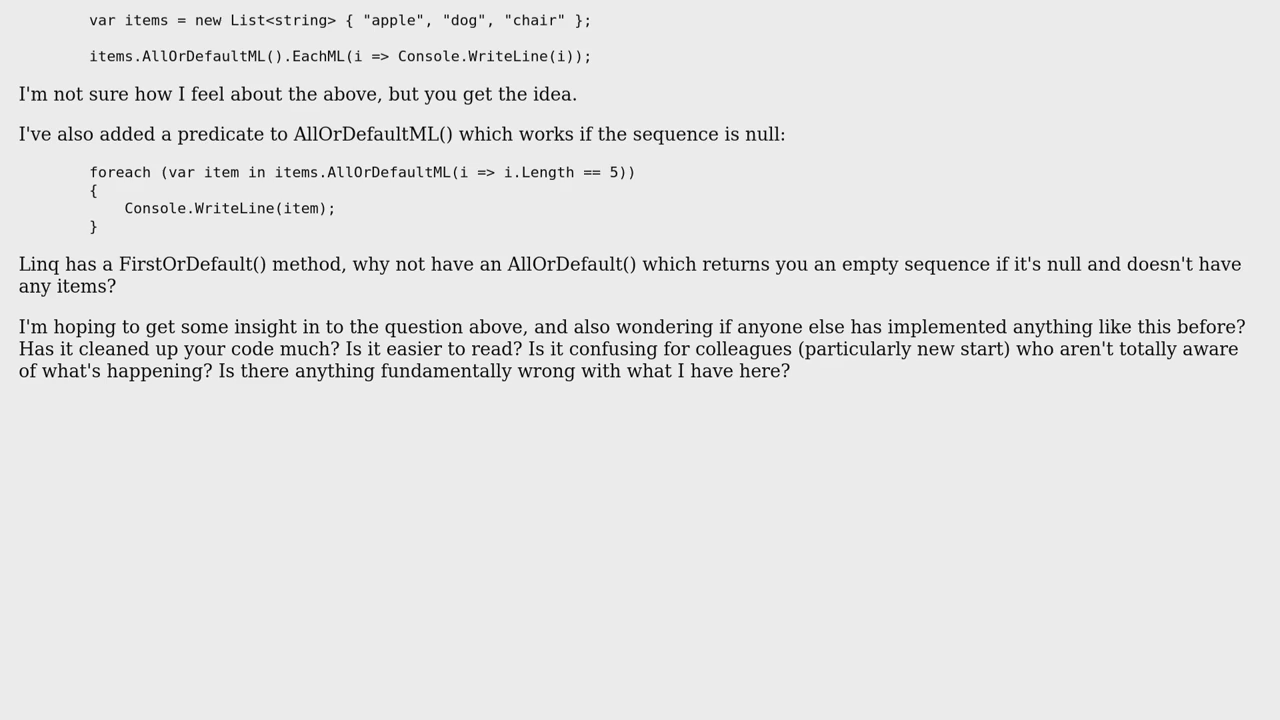 var items = new List<string> { "apple", "dog", "chair" };
items.AllOrDefaultML().EachML(i => Console.WriteLine(i));
I'm not sure how I feel about the above, but you get the idea.
I've also added a predicate to AllOrDefaultML() which works if the sequence is null:
foreach (var item in items.AllOrDefaultML(i => i.Length == 5))
{
    Console.WriteLine(item);
}
Linq has a FirstOrDefault() method, why not have an AllOrDefault() which returns you an empty sequence if it's null and doesn't have
any items?
I'm hoping to get some insight in to the question above, and also wondering if anyone else has implemented anything like this before?
Has it cleaned up your code much? Is it easier to read? Is it confusing for colleagues (particularly new start) who aren't totally aware
of what's happening? Is there anything fundamentally wrong with what I have here?